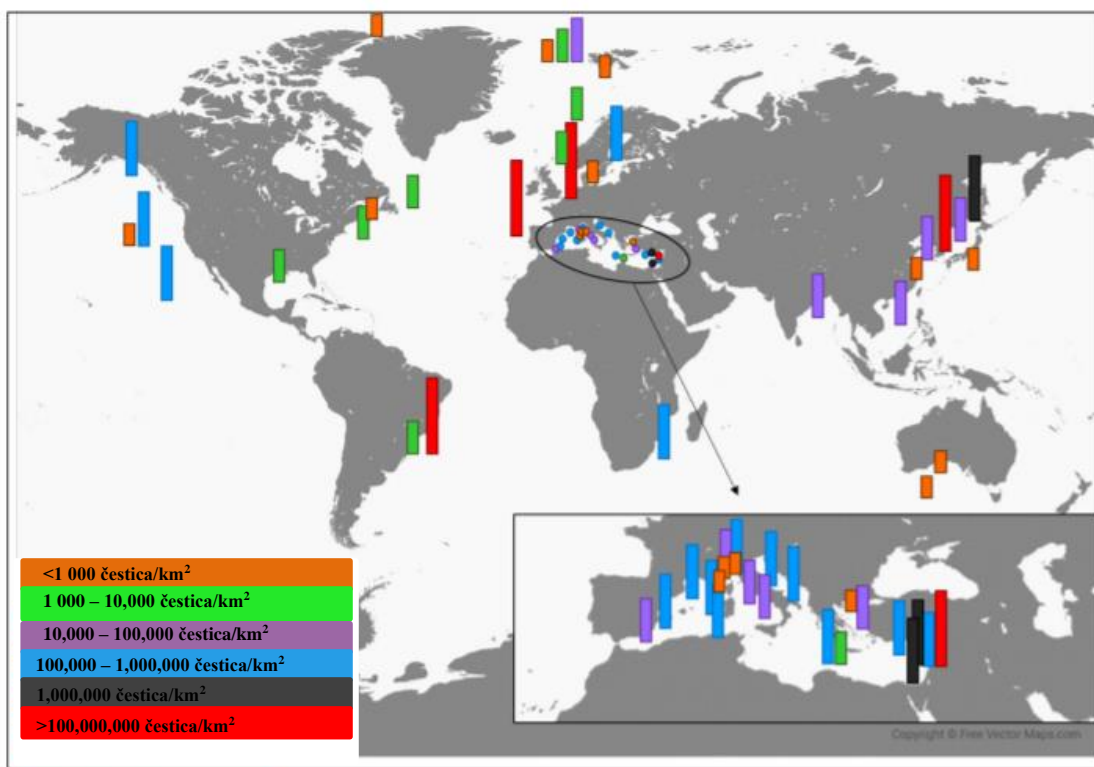 <1 000 čestica/km²
1 000 – 10,000 čestica/km²
10,000 – 100,000 čestica/km²
100,000 – 1,000,000 čestica/km²
1,000,000 čestica/km²
>100,000,000 čestica/km²
Copyright © Free Vector Maps.com